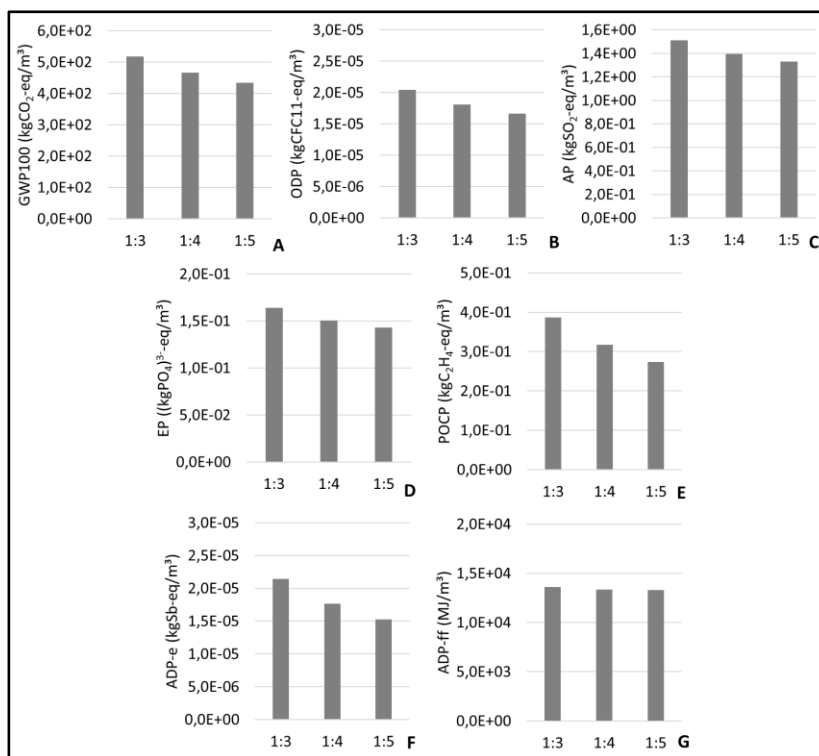 GWP100 (kgCO₂-eq/m³)
6,0E+02
5,0E+02
4,0E+02
3,0E+02
2,0E+02
1,0E+02
0,0E+00
1:3 1:4 1:5
A
ODP (kgCFC11-eq/m³)
3,0E-05
2,5E-05
2,0E-05
1,5E-05
1,0E-05
5,0E-06
0,0E+00
1:3 1:4 1:5
B
AP (kgSO₂-eq/m³)
1,6E+00
1,4E+00
1,2E+00
1,0E+00
8,0E-01
6,0E-01
4,0E-01
2,0E-01
0,0E+00
1:3 1:4 1:5
C
EP ((kgPO₄)³⁻-eq/m³)
2,0E-01
1,5E-01
1,0E-01
5,0E-02
0,0E+00
1:3 1:4 1:5
D
POCP (kgC₂H₄-eq/m³)
5,0E-01
4,0E-01
3,0E-01
2,0E-01
1,0E-01
0,0E+00
1:3 1:4 1:5
E
ADP-e (kgSb-eq/m³)
3,0E-05
2,5E-05
2,0E-05
1,5E-05
1,0E-05
5,0E-06
0,0E+00
1:3 1:4 1:5
F
ADP-ff (MJ/m³)
2,0E+04
1,5E+04
1,0E+04
5,0E+03
0,0E+00
1:3 1:4 1:5
G